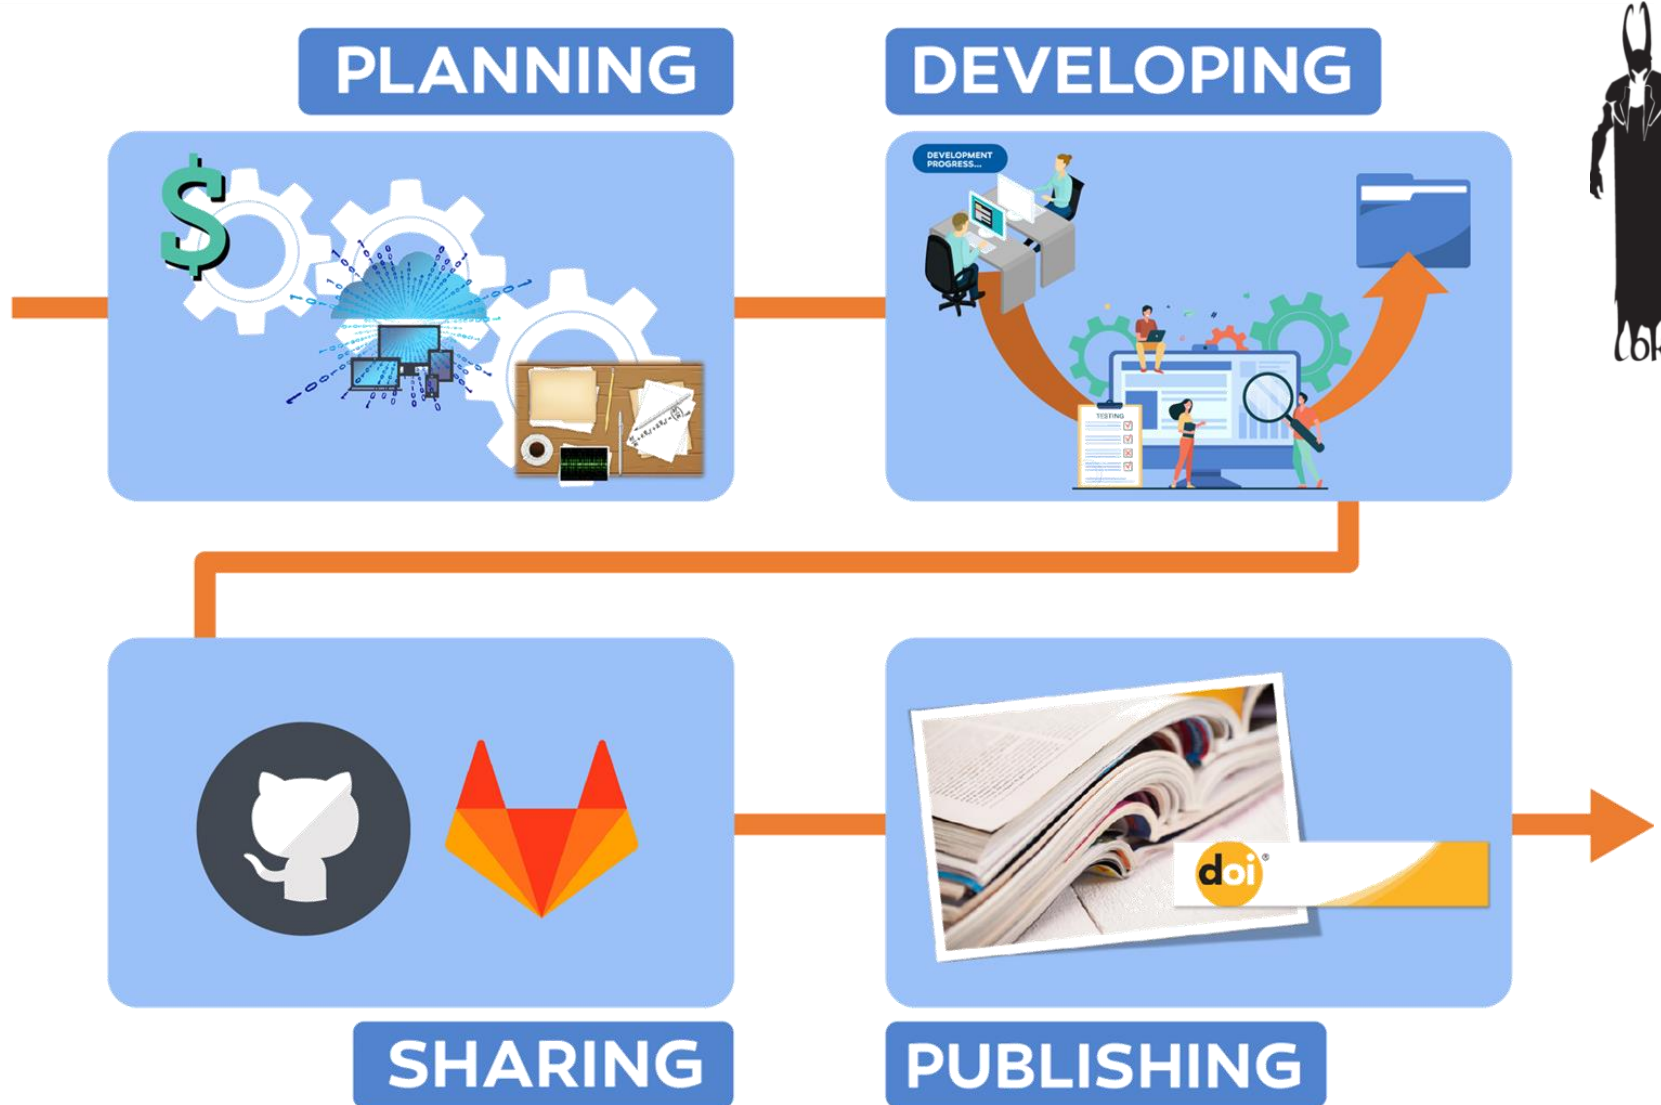 PLANNING
DEVELOPING
DEVELOPMENT
PROGRESS...
TESTING
doi®
SHARING
PUBLISHING